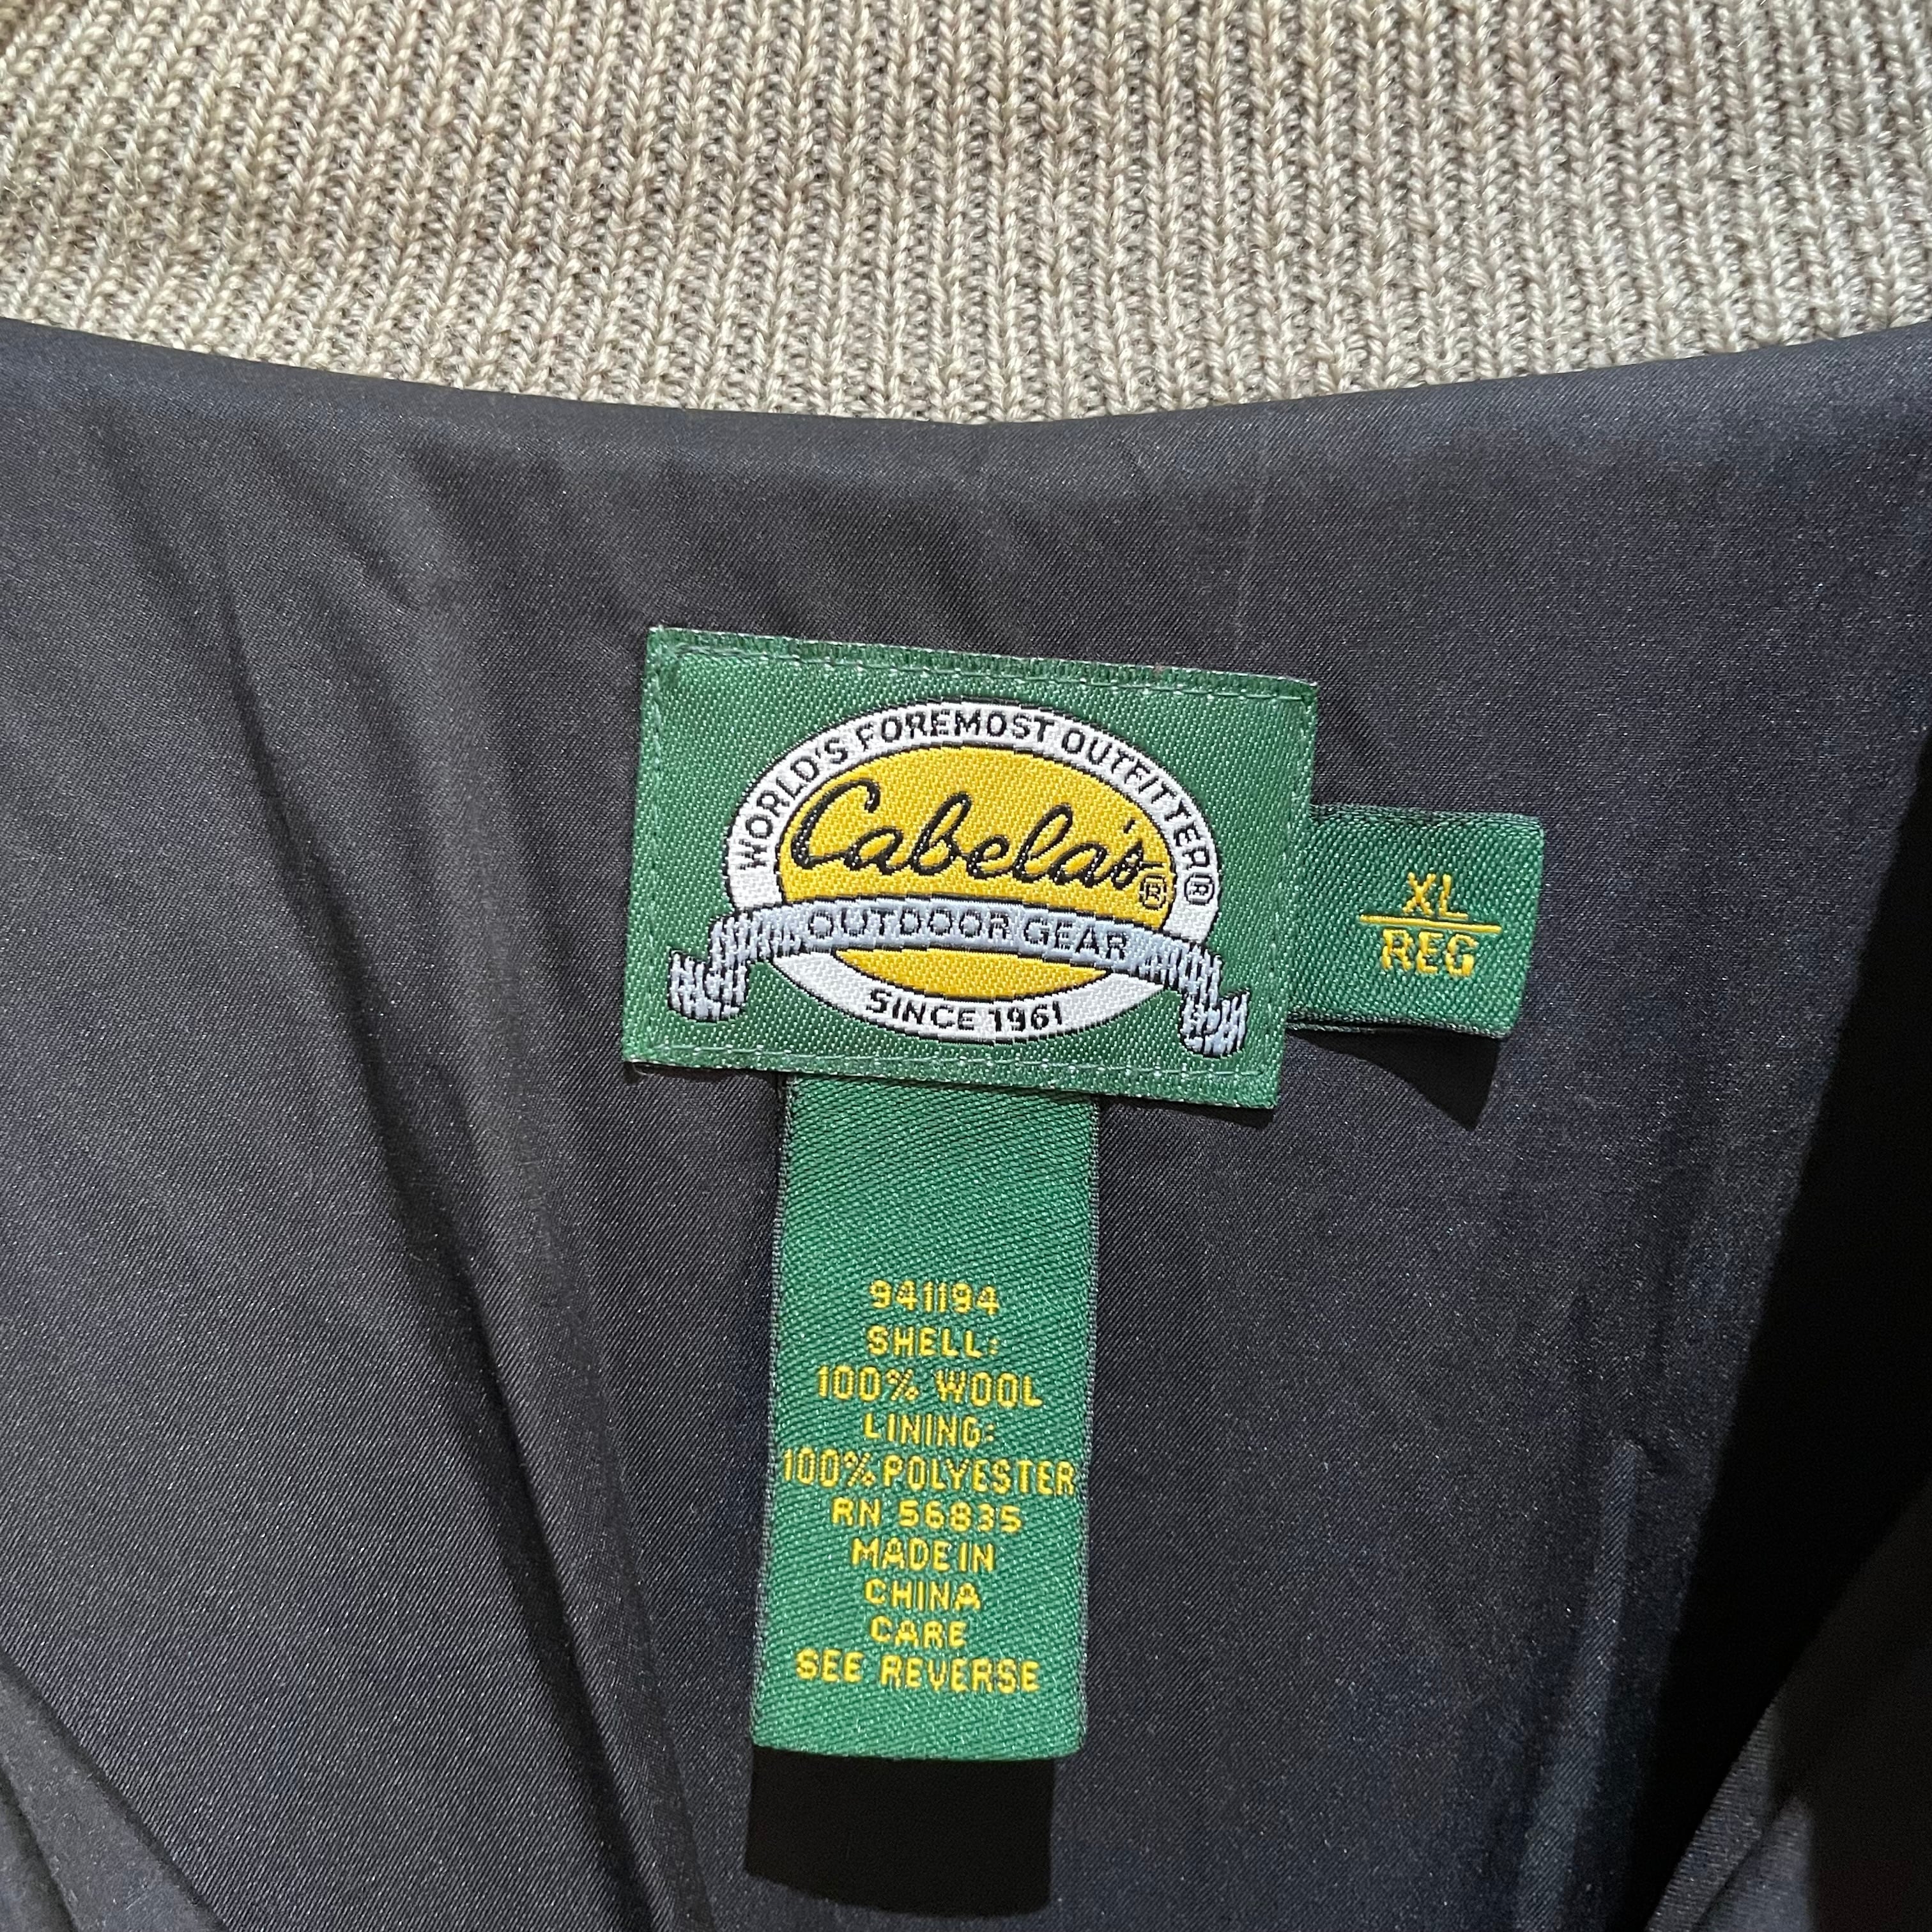 WORLD'S FOREMOST OUTFITTER®
Cabela's®
OUTDOOR GEAR
SINCE 1961
XL
REG
941194
SHELL:
100% WOOL
LINING:
100% POLYESTER
RN 56835
MADE IN
CHINA
CARE
SEE REVERSE